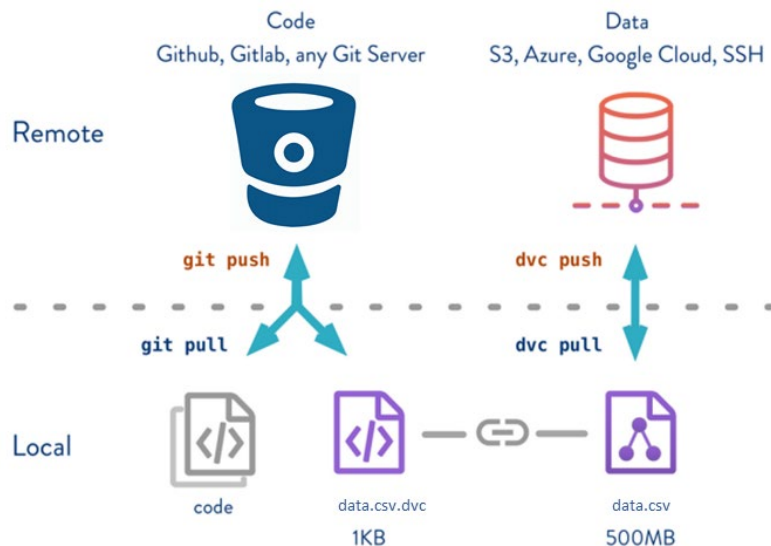 Code
Github, Gitlab, any Git Server
Data
S3, Azure, Google Cloud, SSH
Remote
git push
dvc push
git pull
dvc pull
Local
code
data.csv.dvc
data.csv
1KB
500MB